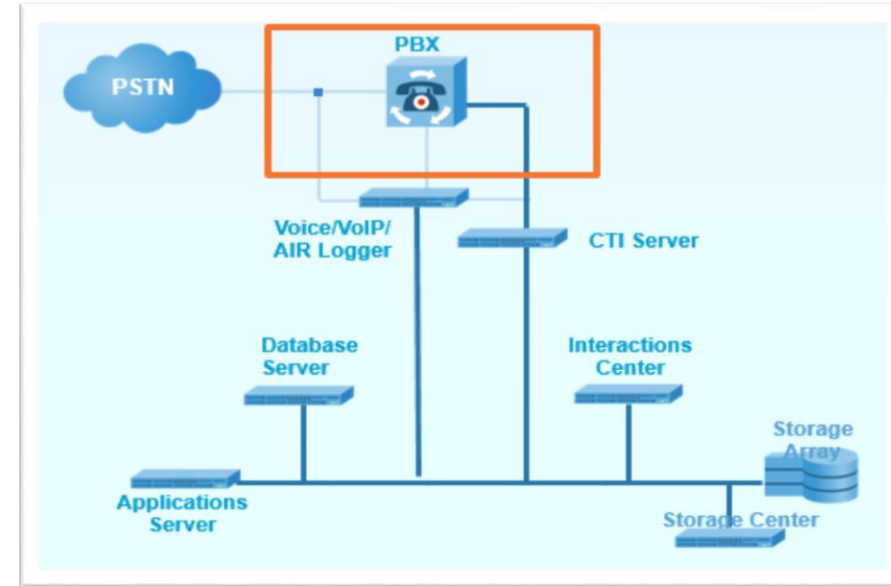 PBX
PSTN
Voice/VoIP/
AIR Logger
CTI Server
Database
Server
Interactions
Center
Storage
Array
Applications
Server
Storage Center